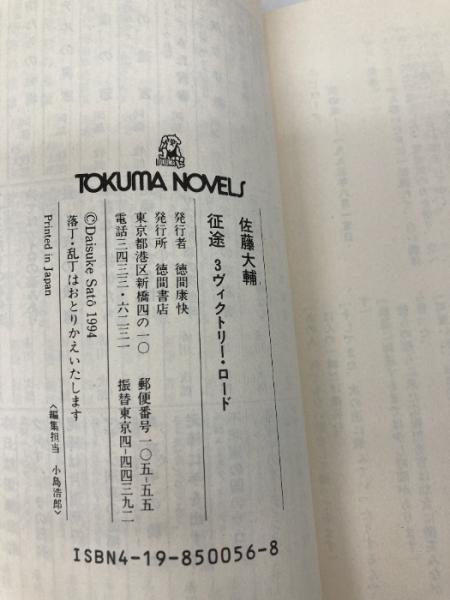 TOKUMA NOVELS
佐藤大輔
征途 3 ヴィクトリー・ロード
発行者 徳間康快
発行所 徳間書店
東京都港区新橋四の一〇 郵便番号一〇五-五五
電話三四三三・六二三一 振替東京四-四四三九二
©Daisuke Satô 1994
落丁・乱丁はおとりかえいたします
Printed in Japan
〈編集担当 小島浩郎〉
ISBN4-19-850056-8